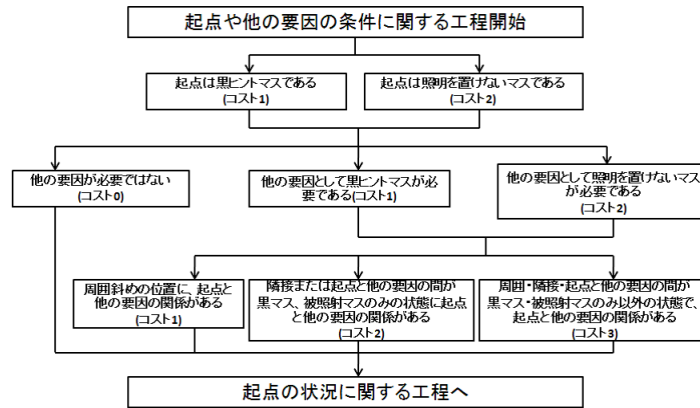 起点や他の要因の条件に関する工程開始
起点は黒ヒントマスである
(コスト1)
起点は照明を置けないマスである
(コスト2)
他の要因が必要ではない
(コスト0)
他の要因として黒ヒントマスが必
要である(コスト1)
他の要因として照明を置けないマス
が必要である
(コスト2)
周囲斜めの位置に、起点と
他の要因の関係がある
(コスト1)
隣接または起点と他の要因の間が
黒マス、被照射マスのみの状態に起点
と他の要因の関係がある
(コスト2)
周囲・隣接・起点と他の要因の間が
黒マス・被照射マスのみ以外の状態で、
起点と他の要因の関係がある
(コスト3)
起点の状況に関する工程へ